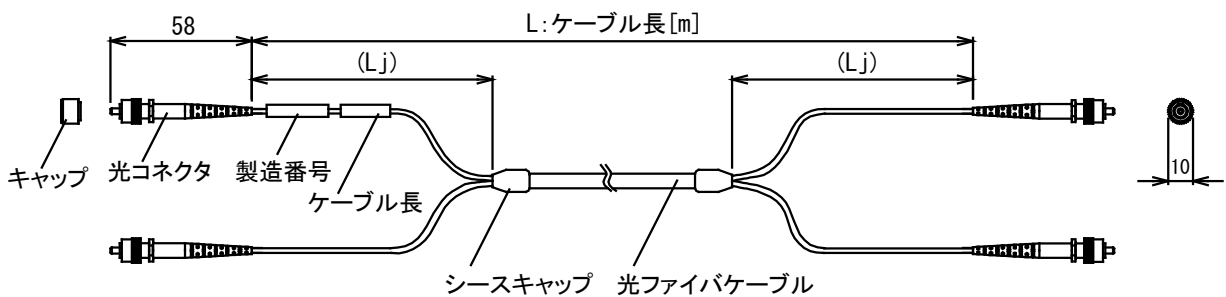 58
L:ケーブル長[m]
(Lj)
(Lj)
キャップ
光コネクタ
製造番号
ケーブル長
シースキャップ
光ファイバケーブル
10